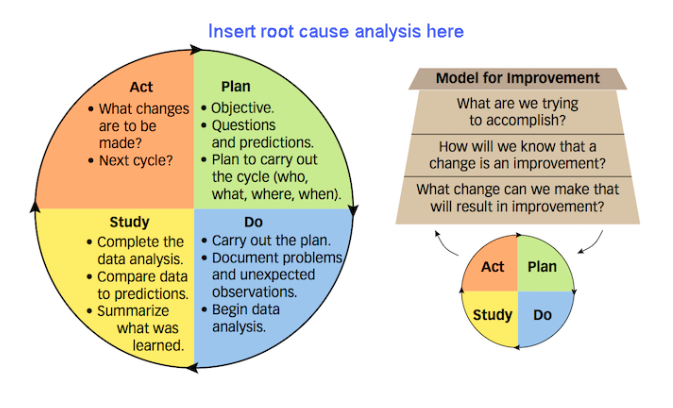 Insert root cause analysis here
Act
• What changes
are to be
made?
• Next cycle?
Plan
• Objective.
• Questions
and predictions.
• Plan to carry out
the cycle (who,
what, where, when).
Study
• Complete the
data analysis.
• Compare data
to predictions.
• Summarize
what was
learned.
Do
• Carry out the plan.
• Document problems
and unexpected
observations.
• Begin data
analysis.
Model for Improvement
What are we trying
to accomplish?
How will we know that a
change is an improvement?
What change can we make that
will result in improvement?
Act
Plan
Study
Do